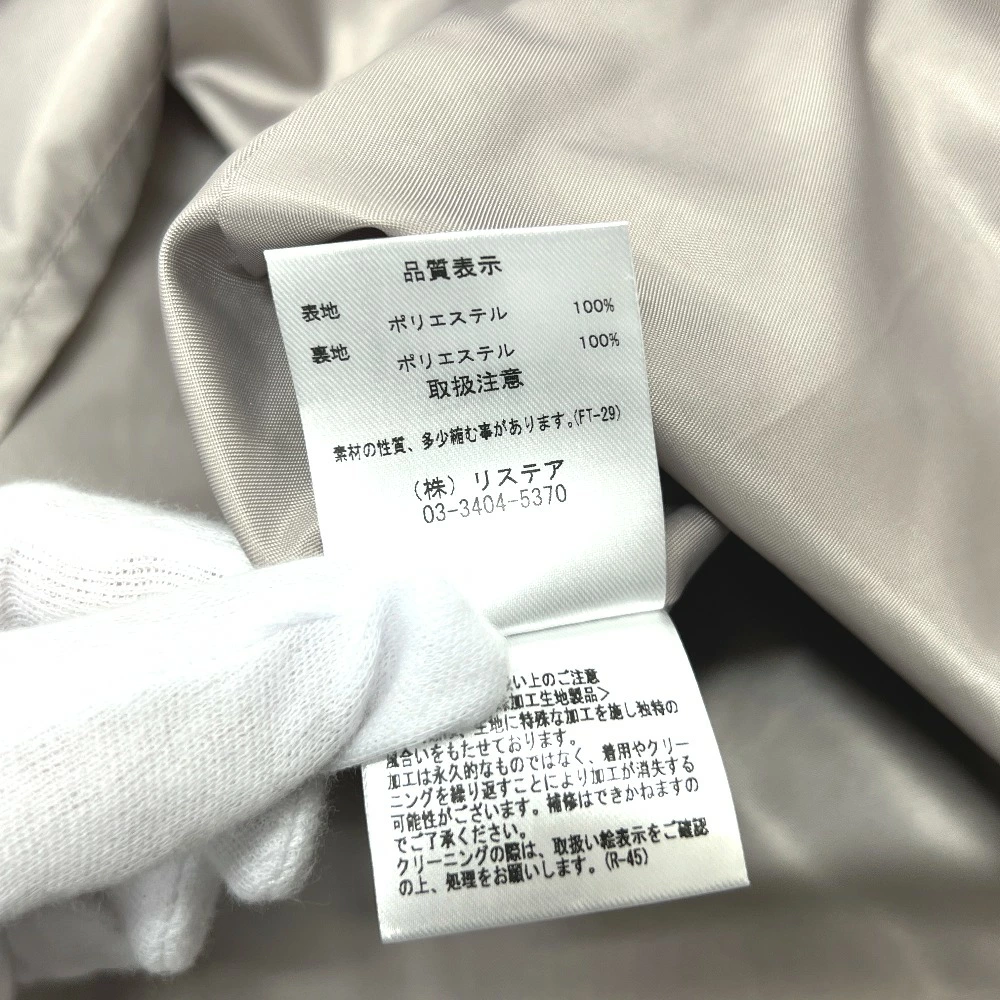 品質表示
表地 ポリエステル 100%
裏地 ポリエステル 100%
取扱注意
素材の性質、多少縮む事があります。(FT-29)
(株) リステア
03-3404-5370
い上のご注意
加工生地製品>
生地に特殊な加工を施し独特の
風合いをもたせております。
加工は永久的なものではなく、着用やクリー
ニングを繰り返すことにより加工が消失する
可能性がございます。補修はできかねますの
でご了承ください。
クリーニングの際は、取扱い絵表示をご確認
の上、処理をお願いします。(R-45)